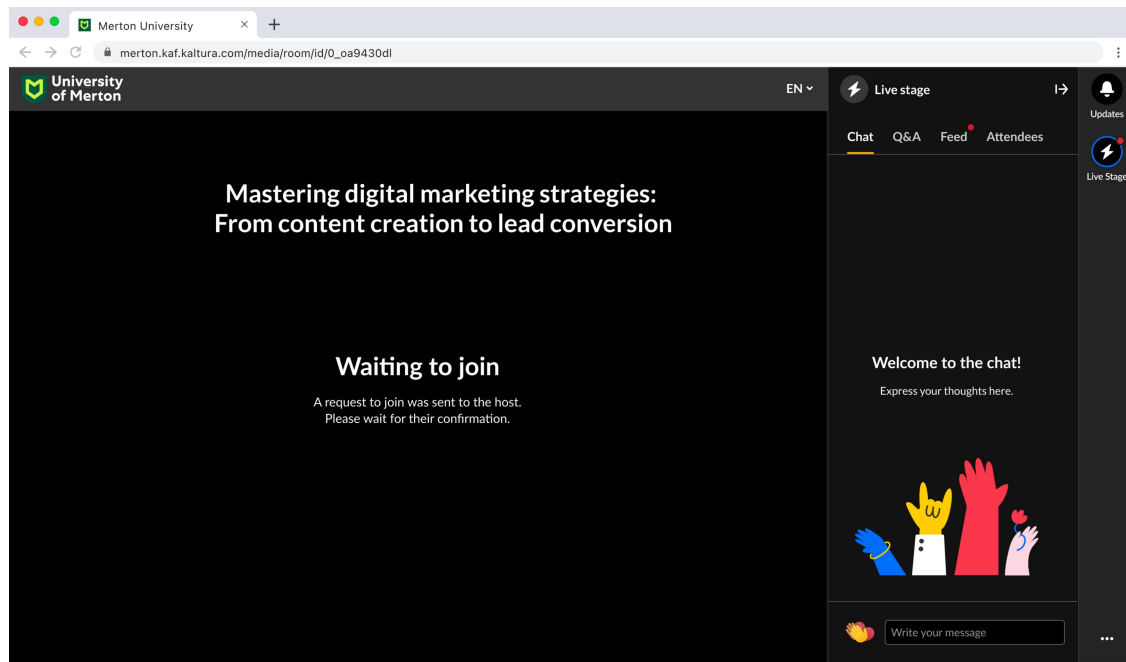 Merton University
merton.kaf.kaltura.com/media/room/id/0_oa9430dl
University
of Merton
EN
Live stage
Updates
Chat Q&A Feed Attendees
Live Stage
Mastering digital marketing strategies:
From content creation to lead conversion
Waiting to join
A request to join was sent to the host.
Please wait for their confirmation.
Welcome to the chat!
Express your thoughts here.
Write your message